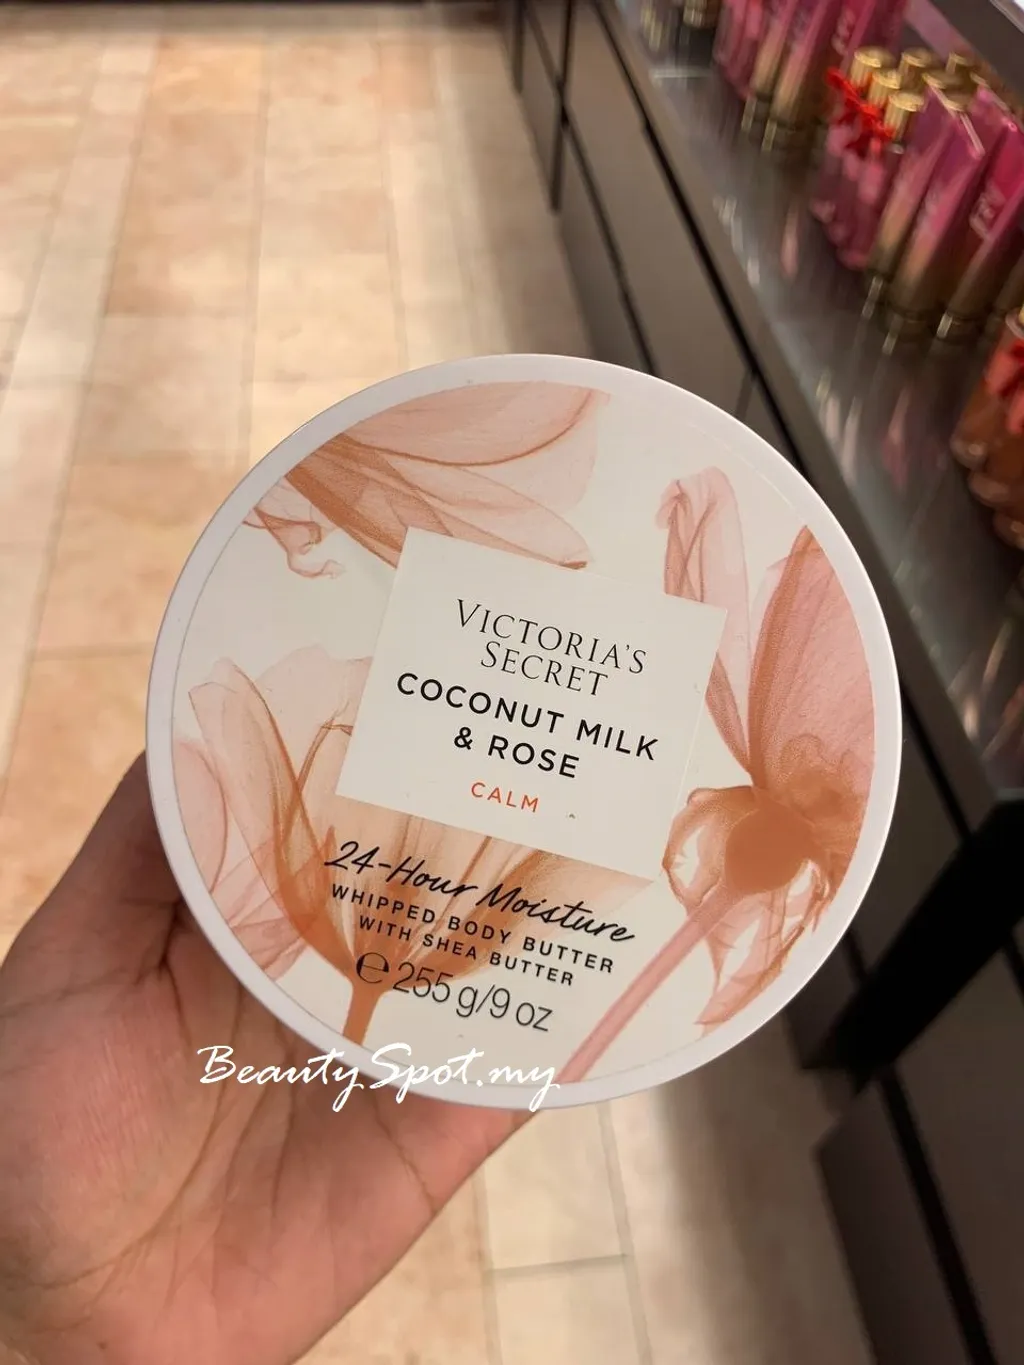 VICTORIA'S
SECRET
COCONUT MILK
& ROSE
CALM
24-Hour Moisture
WHIPPED BODY BUTTER
WITH SHEA BUTTER
℮ 255 g/9 oz
BeautySpot.my